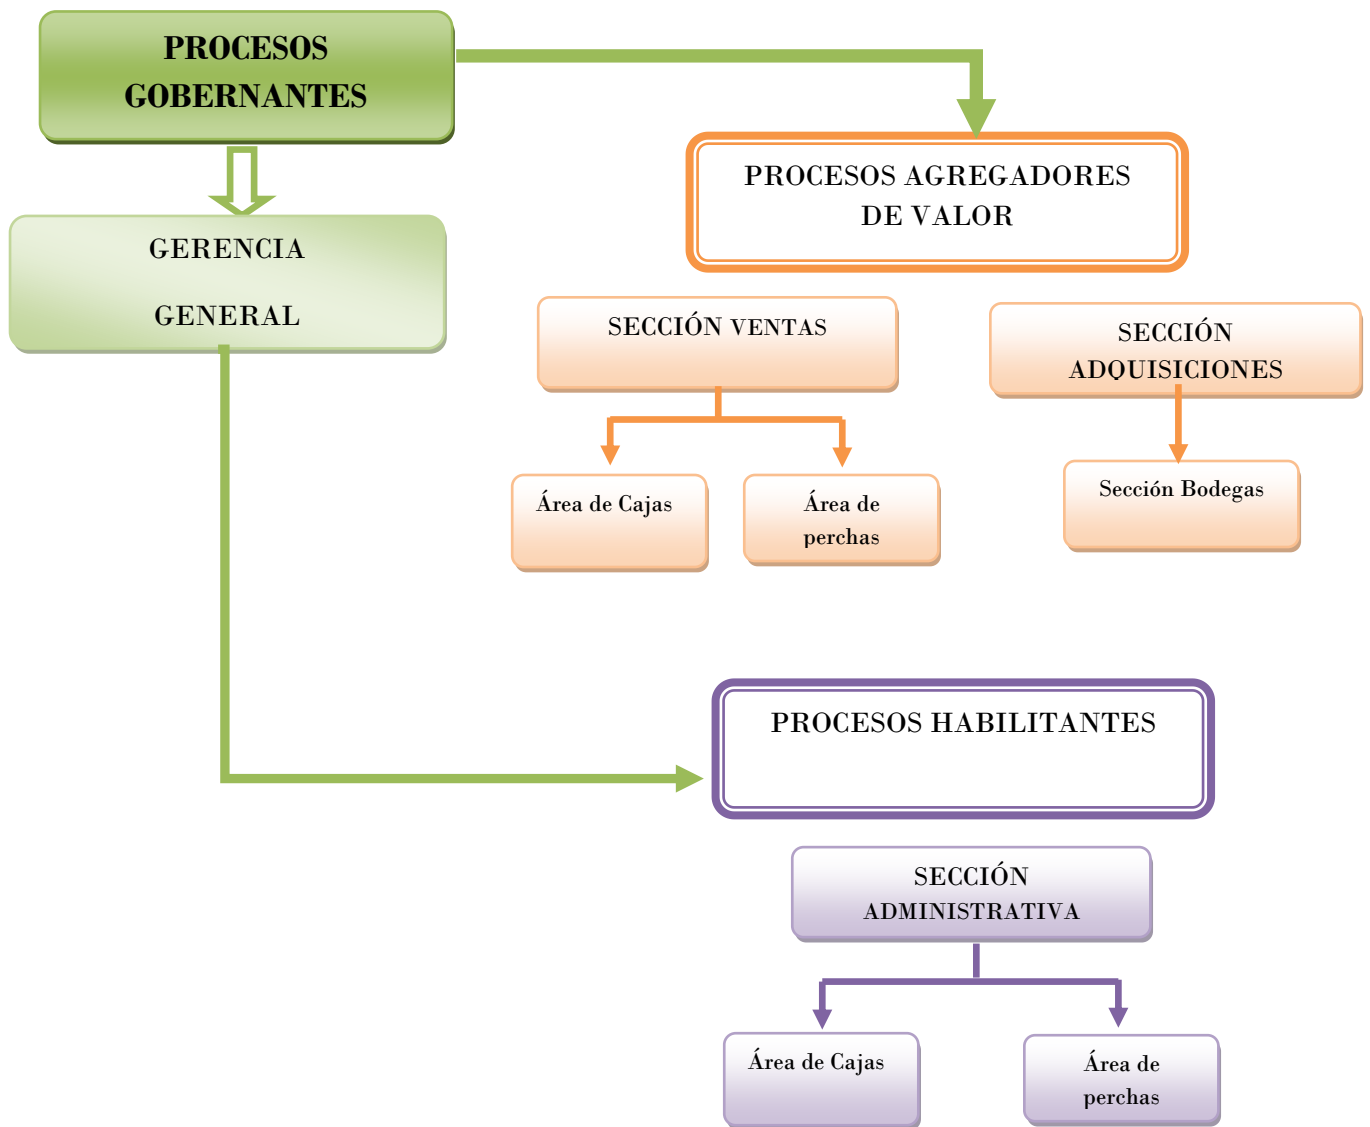 PROCESOS
GOBERNANTES
PROCESOS AGREGADORES
DE VALOR
GERENCIA
GENERAL
SECCIÓN VENTAS
SECCIÓN
ADQUISICIONES
Área de Cajas
Área de
perchas
Sección Bodegas
PROCESOS HABILITANTES
SECCIÓN
ADMINISTRATIVA
Área de Cajas
Área de
perchas